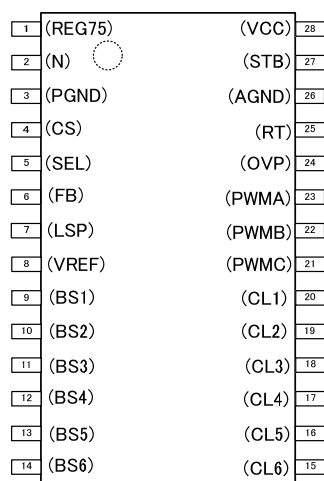 1 (REG75) (VCC) 28
2 (N) (STB) 27
3 (PGND) (AGND) 26
4 (CS) (RT) 25
5 (SEL) (OVP) 24
6 (FB) (PWMA) 23
7 (LSP) (PWMB) 22
8 (VREF) (PWMC) 21
9 (BS1) (CL1) 20
10 (BS2) (CL2) 19
11 (BS3) (CL3) 18
12 (BS4) (CL4) 17
13 (BS5) (CL5) 16
14 (BS6) (CL6) 15